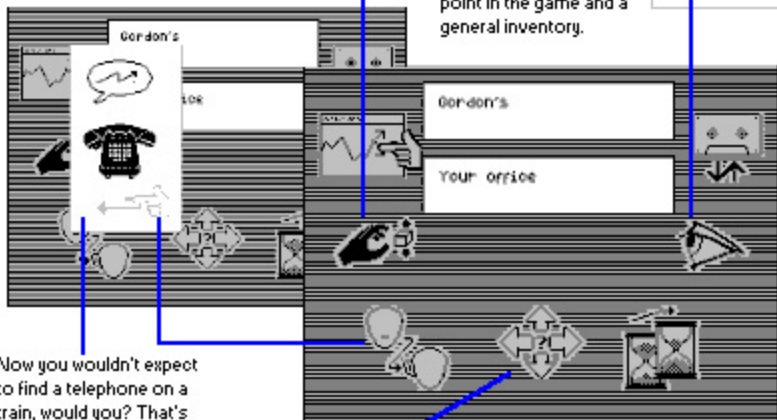 point in the game and a
general inventory.
Gordon's
ice
Gordon's
Your office
Now you wouldn't expect
to find a telephone on a
train, would you? That's